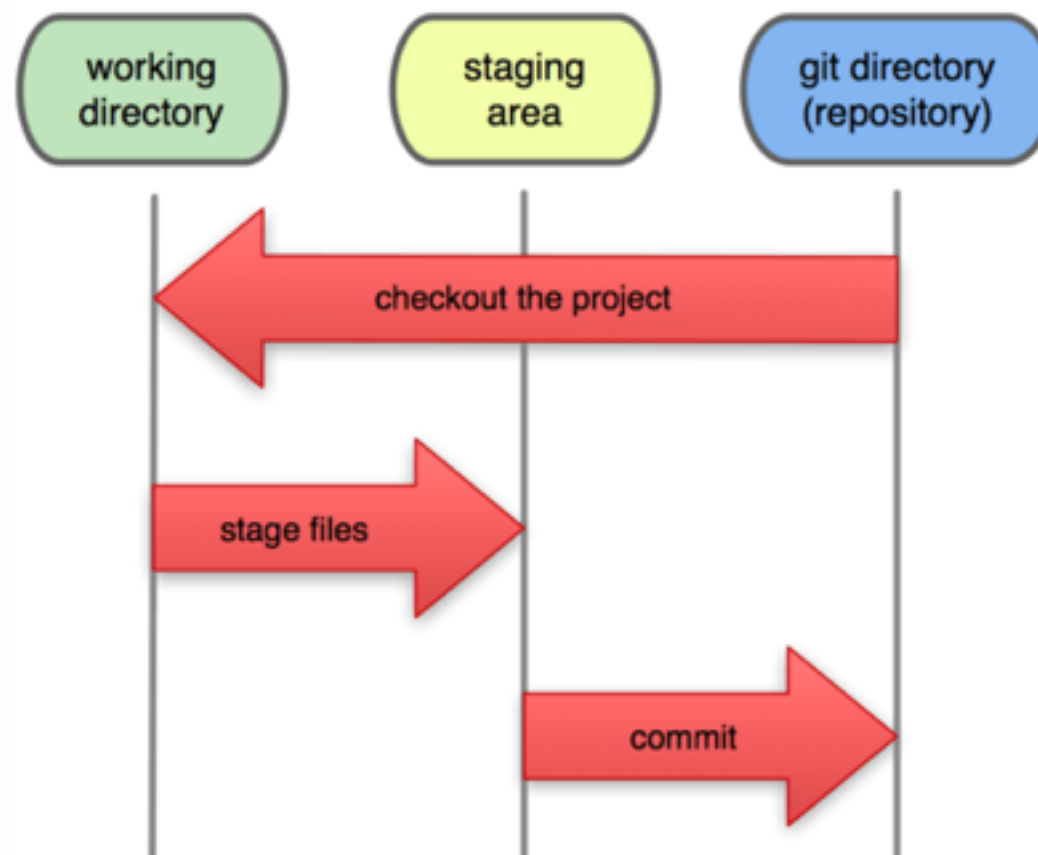 working
directory
staging
area
git directory
(repository)
checkout the project
stage files
commit